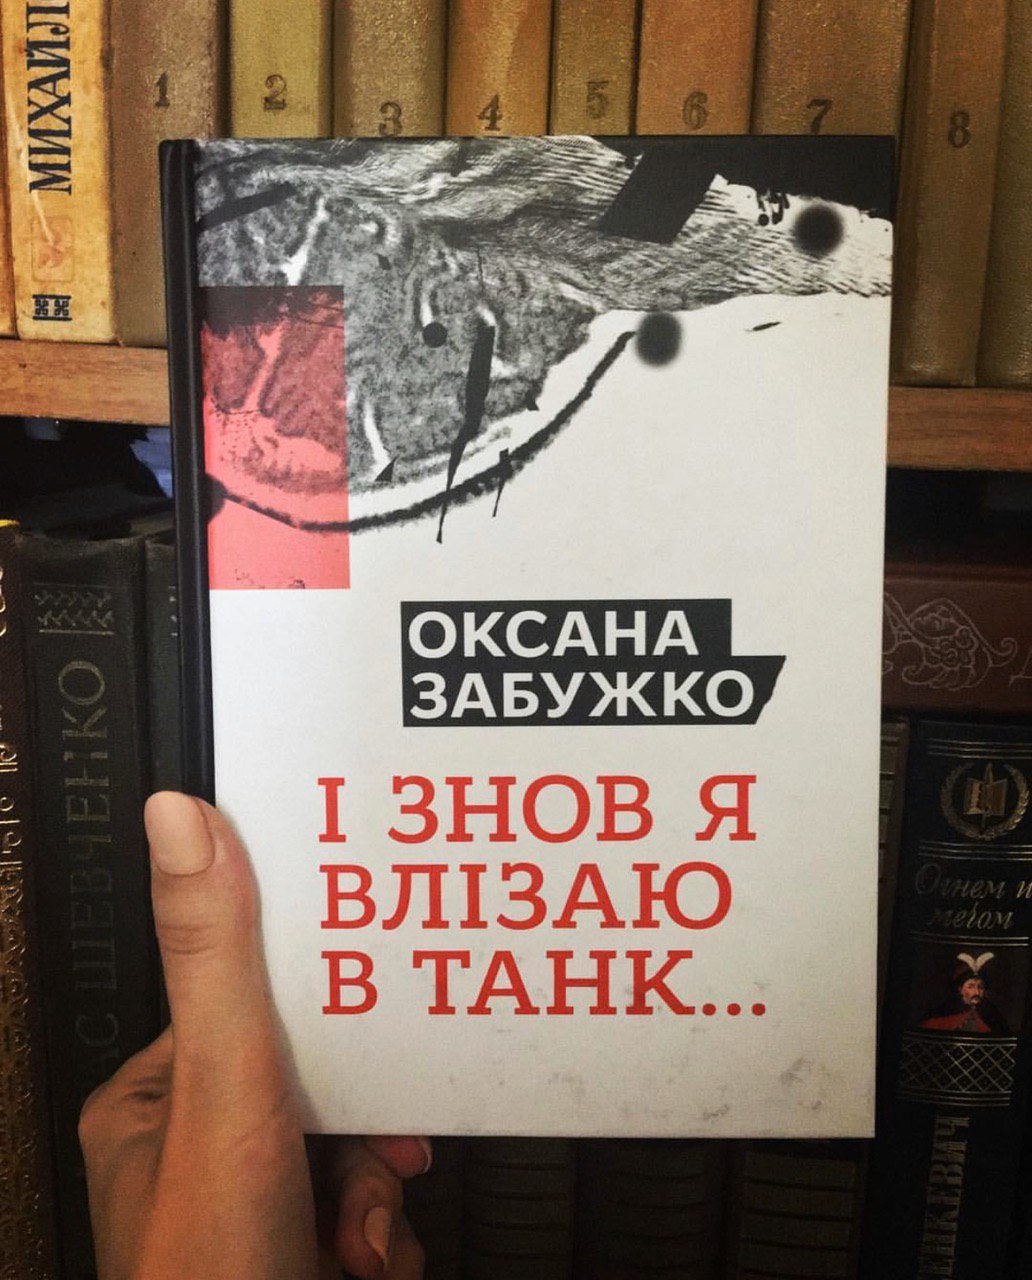 МИХАЙЛ
1
2
3
4
5
6
7
8
ОКСАНА
ЗАБУЖКО
І ЗНОВ Я
ВЛІЗАЮ
В ТАНК...
ШЕВЧЕНКО
Огнем и
мечом